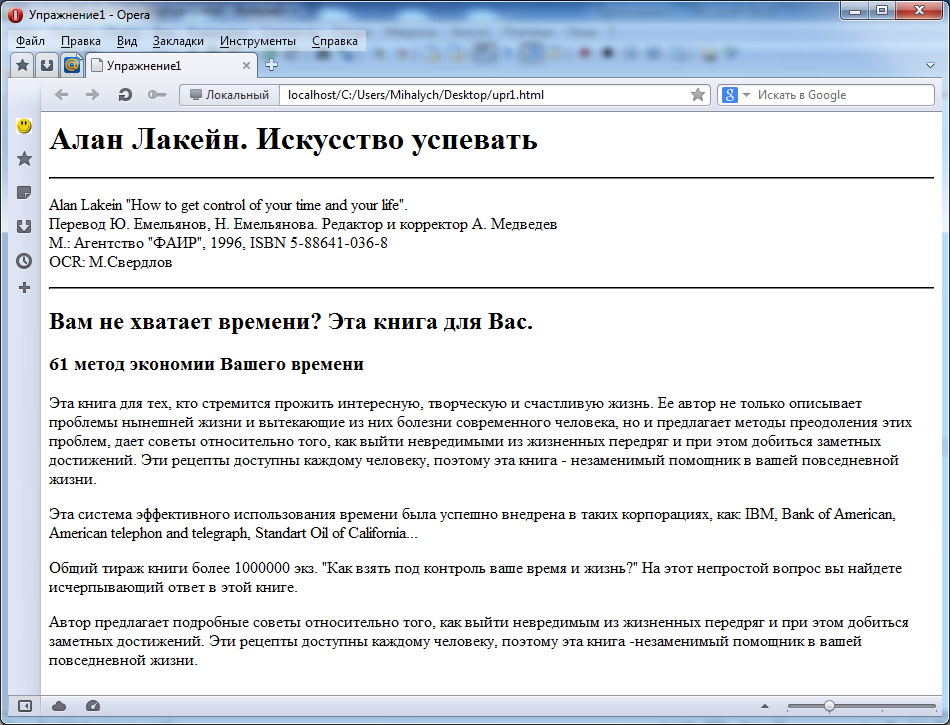 Упражнение1 - Opera
Файл Правка Вид Закладки Инструменты Справка
Упражнение1
Локальный localhost/C:/Users/Mihalych/Desktop/upr1.html 8 Искать в Google
Алан Лакейн. Искусство успевать
Alan Lakein "How to get control of your time and your life".
Перевод Ю. Емельянов, Н. Емельянова. Редактор и корректор А. Медведев
М.: Агентство "ФАИР", 1996, ISBN 5-88641-036-8
OCR: М.Свердлов
Вам не хватает времени? Эта книга для Вас.
61 метод экономии Вашего времени
Эта книга для тех, кто стремится прожить интересную, творческую и счастливую жизнь. Ее автор не только описывает
проблемы нынешней жизни и вытекающие из них болезни современного человека, но и предлагает методы преодоления этих
проблем, дает советы относительно того, как выйти невредимыми из жизненных передряг и при этом добиться заметных
достижений. Эти рецепты доступны каждому человеку, поэтому эта книга - незаменимый помощник в вашей повседневной
жизни.
Эта система эффективного использования времени была успешно внедрена в таких корпорациях, как: IBM, Bank of American,
American telephon and telegraph, Standart Oil of California...
Общий тираж книги более 1000000 экз. "Как взять под контроль ваше время и жизнь?" На этот непростой вопрос вы найдете
исчерпывающий ответ в этой книге.
Автор предлагает подробные советы относительно того, как выйти невредимым из жизненных передряг и при этом добиться
заметных достижений. Эти рецепты доступны каждому человеку, поэтому эта книга -незаменимый помощник в вашей
повседневной жизни.